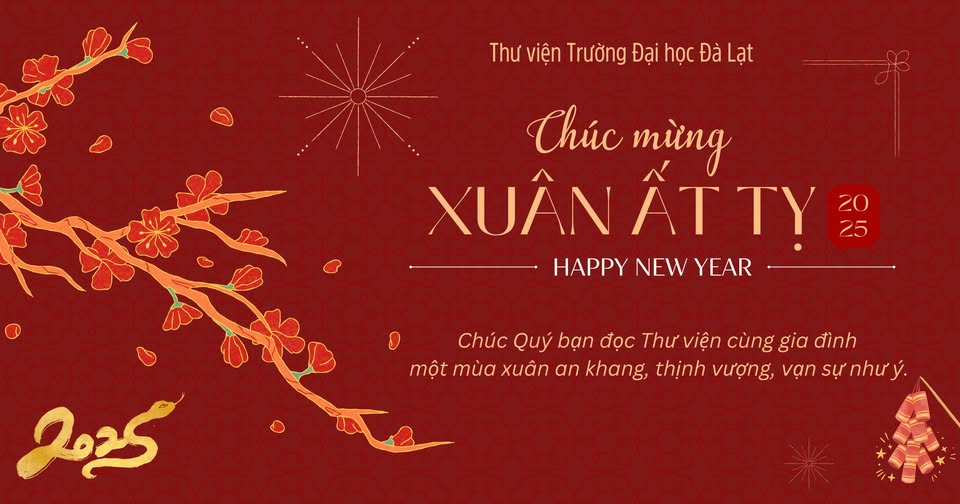 Thư viện Trường Đại học Đà Lạt
Chúc mừng
XUÂN ẤT TỴ
20
25
HAPPY NEW YEAR
Chúc Quý bạn đọc Thư viện cùng gia đình
một mùa xuân an khang, thịnh vượng, vạn sự như ý.
2025